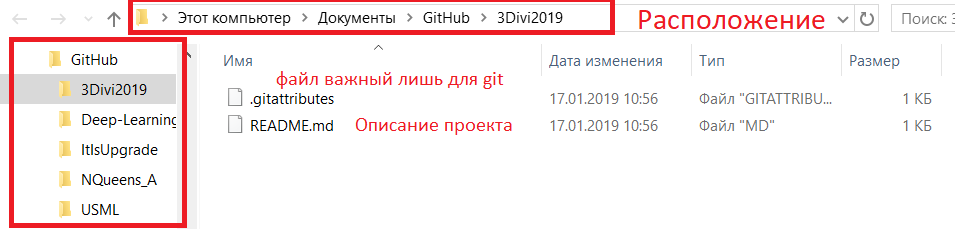 Этот компьютер > Документы > GitHub > 3Divi2019
Расположение
Поиск: 3
GitHub
3Divi2019
Deep-Learning
ItIsUpgrade
NQueens_A
USML
Имя Дата изменения Тип Размер
файл важный лишь для git
.gitattributes 17.01.2019 10:56 Файл "GITATTRIBU... 1 КБ
README.md Описание проекта 17.01.2019 10:56 Файл "MD" 1 КБ